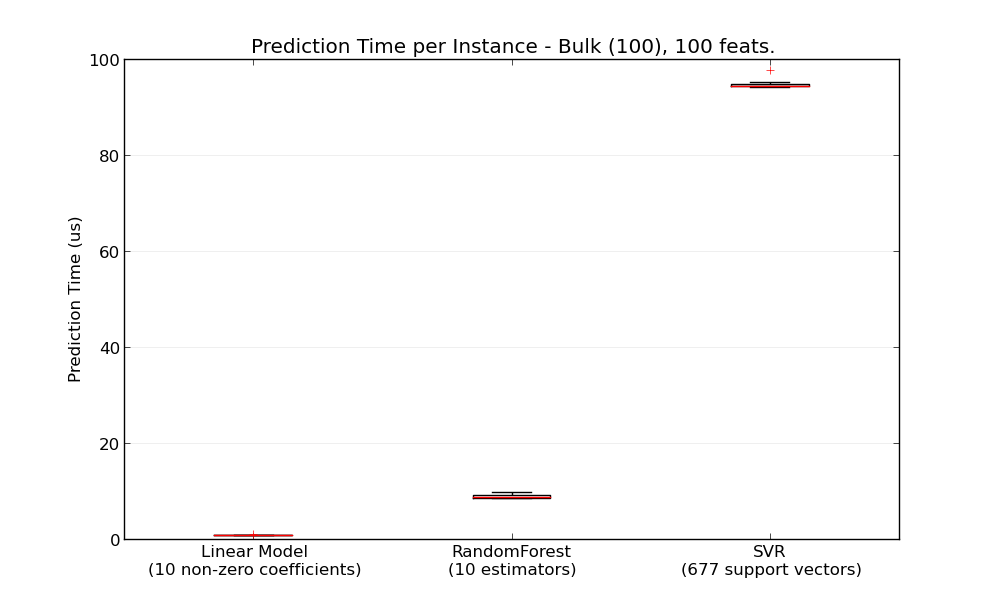 Prediction Time per Instance - Bulk (100), 100 feats.
100
80
60
40
20
0
Prediction Time (us)
Linear Model
(10 non-zero coefficients)
RandomForest
(10 estimators)
SVR
(677 support vectors)